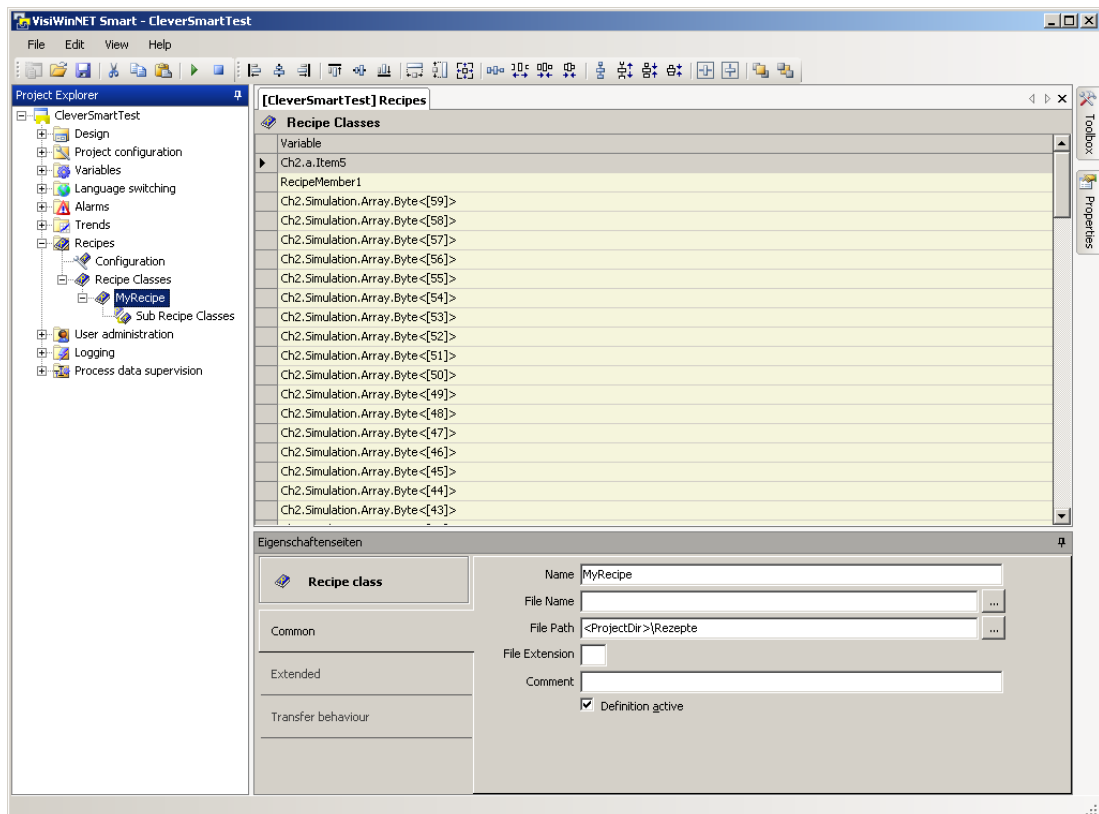 VisiWinNET Smart - CleverSmartTest
File Edit View Help
Project Explorer
CleverSmartTest
Design
Project configuration
Variables
Language switching
Alarms
Trends
Recipes
Configuration
Recipe Classes
MyRecipe
Sub Recipe Classes
User administration
Logging
Process data supervision
[CleverSmartTest] Recipes
Recipe Classes
Variable
Ch2.a.Item5
RecipeMember1
Ch2.Simulation.Array.Byte<[59]>
Ch2.Simulation.Array.Byte<[58]>
Ch2.Simulation.Array.Byte<[57]>
Ch2.Simulation.Array.Byte<[56]>
Ch2.Simulation.Array.Byte<[55]>
Ch2.Simulation.Array.Byte<[54]>
Ch2.Simulation.Array.Byte<[53]>
Ch2.Simulation.Array.Byte<[52]>
Ch2.Simulation.Array.Byte<[51]>
Ch2.Simulation.Array.Byte<[50]>
Ch2.Simulation.Array.Byte<[49]>
Ch2.Simulation.Array.Byte<[48]>
Ch2.Simulation.Array.Byte<[47]>
Ch2.Simulation.Array.Byte<[46]>
Ch2.Simulation.Array.Byte<[45]>
Ch2.Simulation.Array.Byte<[44]>
Ch2.Simulation.Array.Byte<[43]>
Eigenschaftenseiten
Recipe class
Common
Extended
Transfer behaviour
Name MyRecipe
File Name ...
File Path <ProjectDir>\Rezepte ...
File Extension
Comment
Definition active
Toolbox
Properties